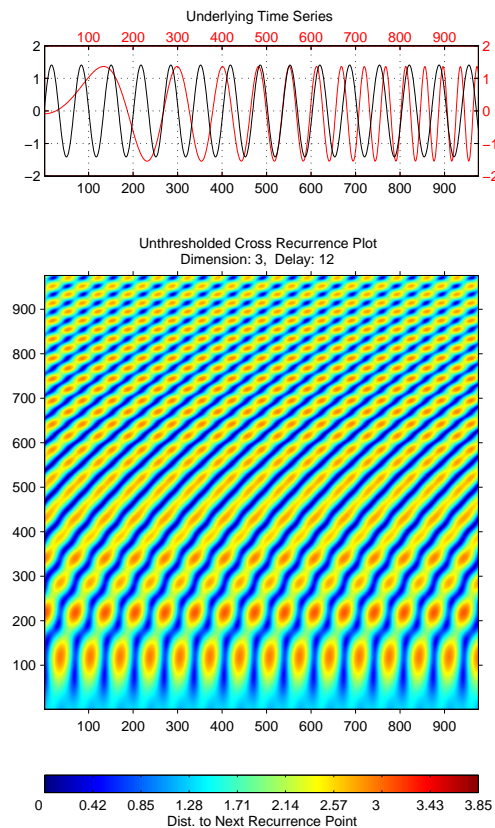 Underlying Time Series
100 200 300 400 500 600 700 800 900
2 2
1 1
0 0
−1 −1
−2 −2
100 200 300 400 500 600 700 800 900
Unthresholded Cross Recurrence Plot
Dimension: 3, Delay: 12
900
800
700
600
500
400
300
200
100
100 200 300 400 500 600 700 800 900
0 0.42 0.85 1.28 1.71 2.14 2.57 3 3.43 3.85
Dist. to Next Recurrence Point